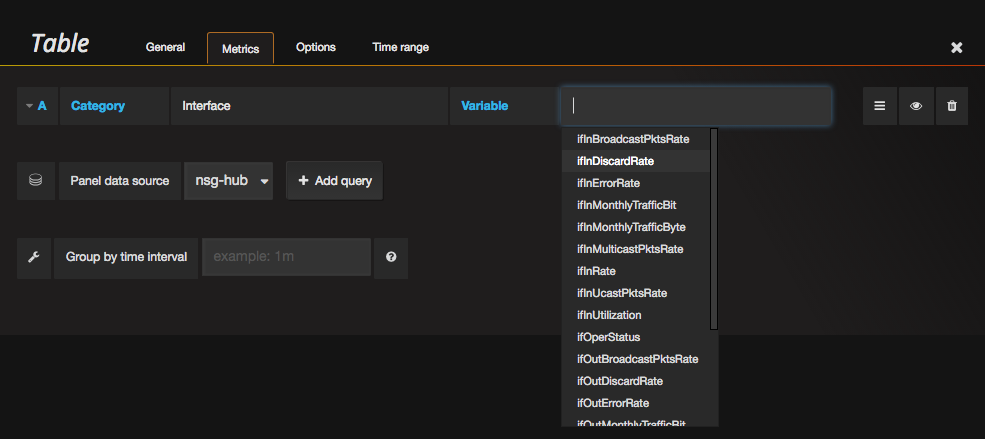 Table General Metrics Options Time range
A Category Interface Variable
ifInBroadcastPktsRate
ifInDiscardRate
ifInErrorRate
ifInMonthlyTrafficBit
ifInMonthlyTrafficByte
ifInMulticastPktsRate
ifInRate
ifInUcastPktsRate
ifInUtilization
ifOperStatus
ifOutBroadcastPktsRate
ifOutDiscardRate
ifOutErrorRate
ifOutMonthlyTrafficBit
Panel data source nsg-hub + Add query
Group by time interval example: 1m